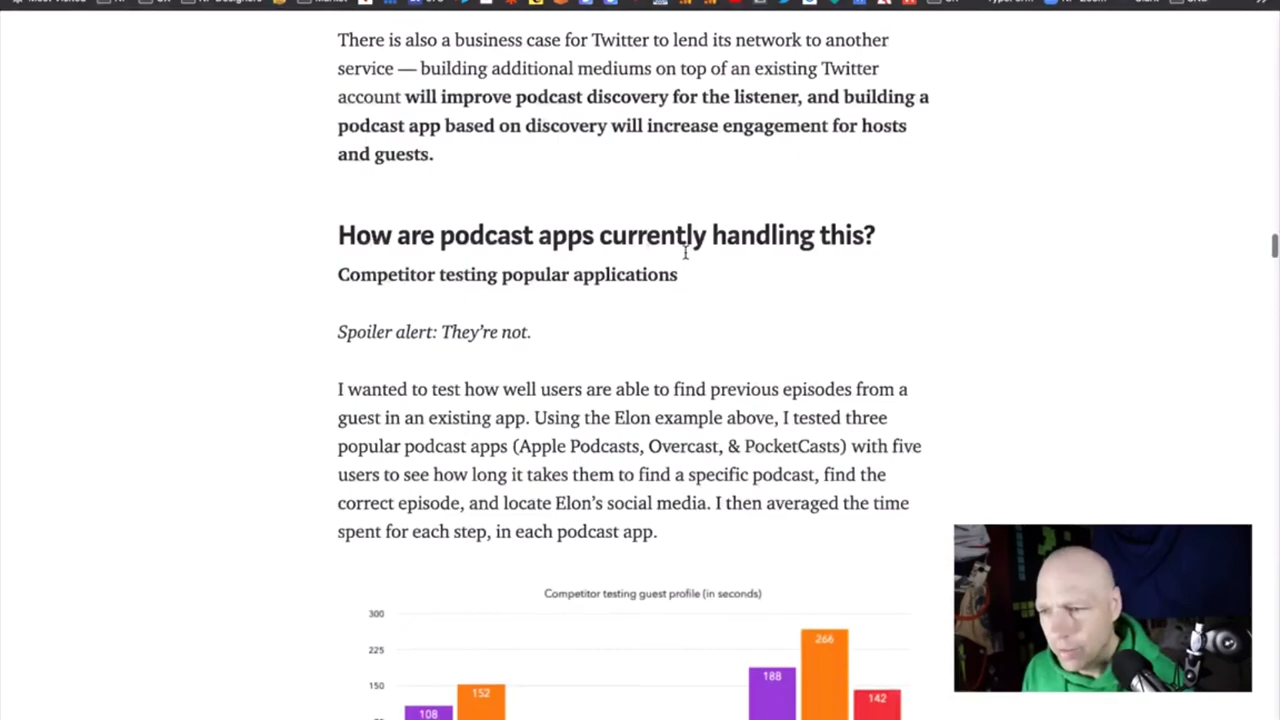 There is also a business case for Twitter to lend its network to another
service — building additional mediums on top of an existing Twitter
account will improve podcast discovery for the listener, and building a
podcast app based on discovery will increase engagement for hosts
and guests.
How are podcast apps currently handling this?
Competitor testing popular applications
Spoiler alert: They’re not.
I wanted to test how well users are able to find previous episodes from a
guest in an existing app. Using the Elon example above, I tested three
popular podcast apps (Apple Podcasts, Overcast, & PocketCasts) with five
users to see how long it takes them to find a specific podcast, find the
correct episode, and locate Elon’s social media. I then averaged the time
spent for each step, in each podcast app.
Competitor testing guest profile (in seconds)
300
225
150
108
152
188
266
142